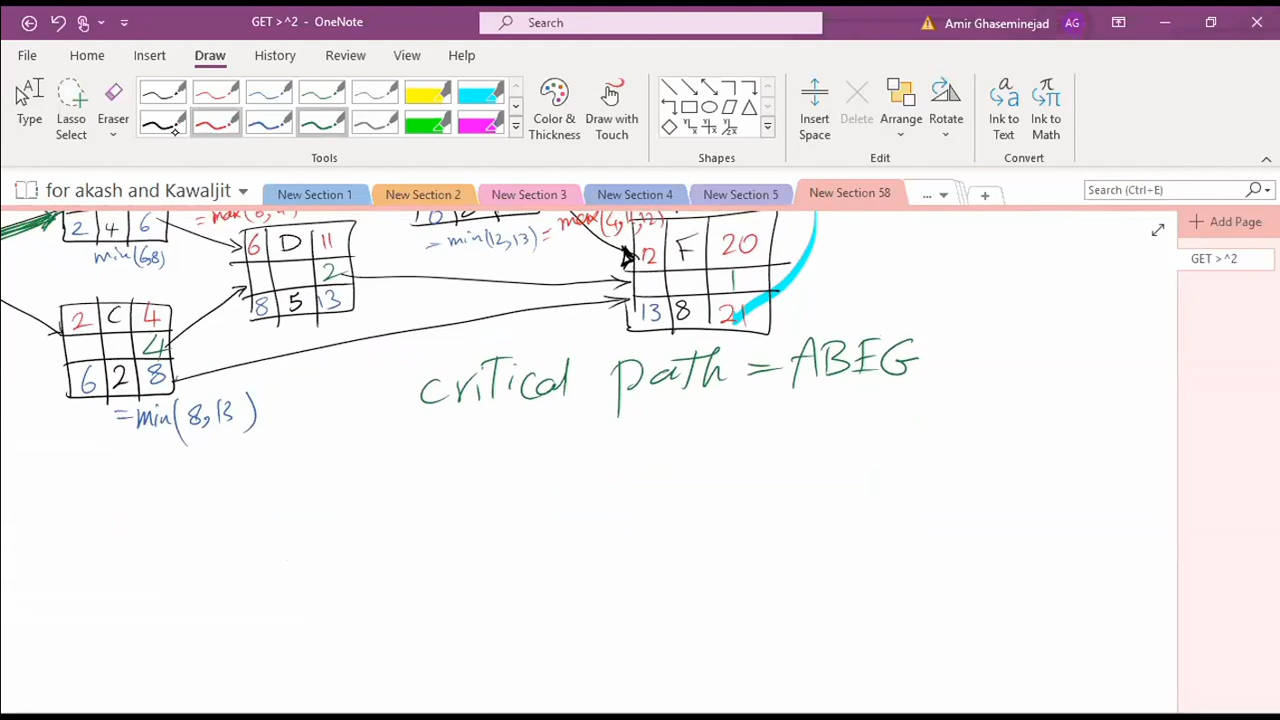 GET >^2 - OneNote
Search
Amir Ghaseminejad AG
File Home Insert Draw History Review View Help
Type
Lasso Select
Eraser
Color & Thickness
Draw with Touch
Insert Space
Delete
Arrange
Rotate
Ink to Text
Ink to Math
Tools
Shapes
Edit
Convert
for akash and Kawaljit
New Section 1
New Section 2
New Section 3
New Section 4
New Section 5
New Section 58
...
Search (Ctrl+E)
Add Page
GET >^2
2 4 6
min(6,8)
6 D 11
2
8 5 13
= min(12,13)
12 F 20
1
13 8 21
2 C 4
4
6 2 8
= min(8,13)
critical path = ABEG